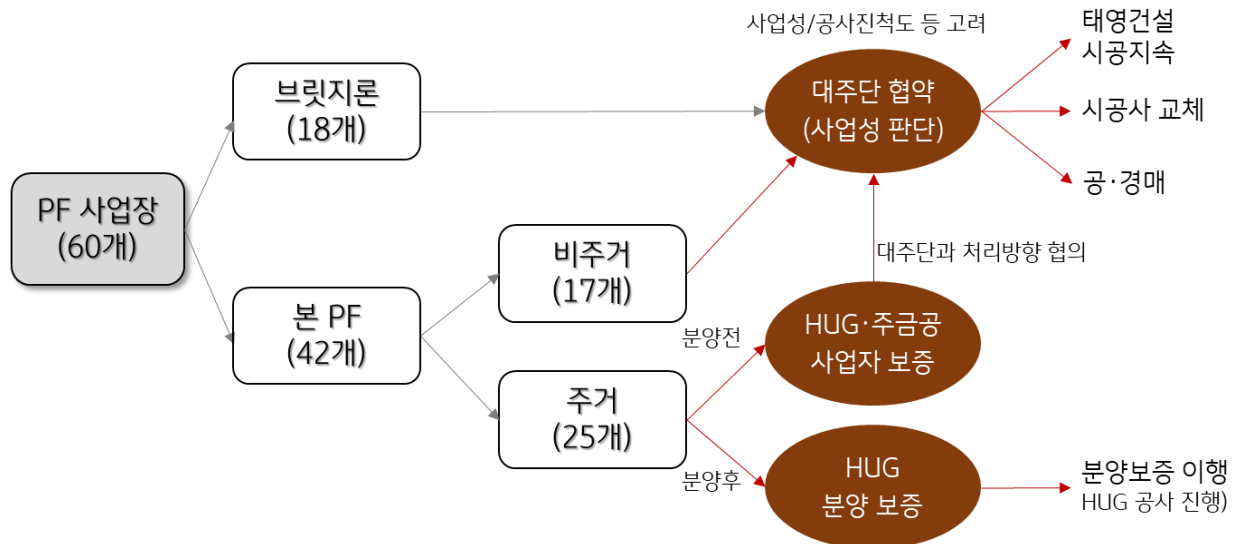 사업성/공사진척도 등 고려
태영건설
시공지속
브릿지론
(18개)
대주단 협약
(사업성 판단)
시공사 교체
공·경매
PF 사업장
(60개)
비주거
(17개)
대주단과 처리방향 협의
본 PF
(42개)
분양전
HUG·주금공
사업자 보증
주거
(25개)
분양후
HUG
분양 보증
분양보증 이행
HUG 공사 진행)